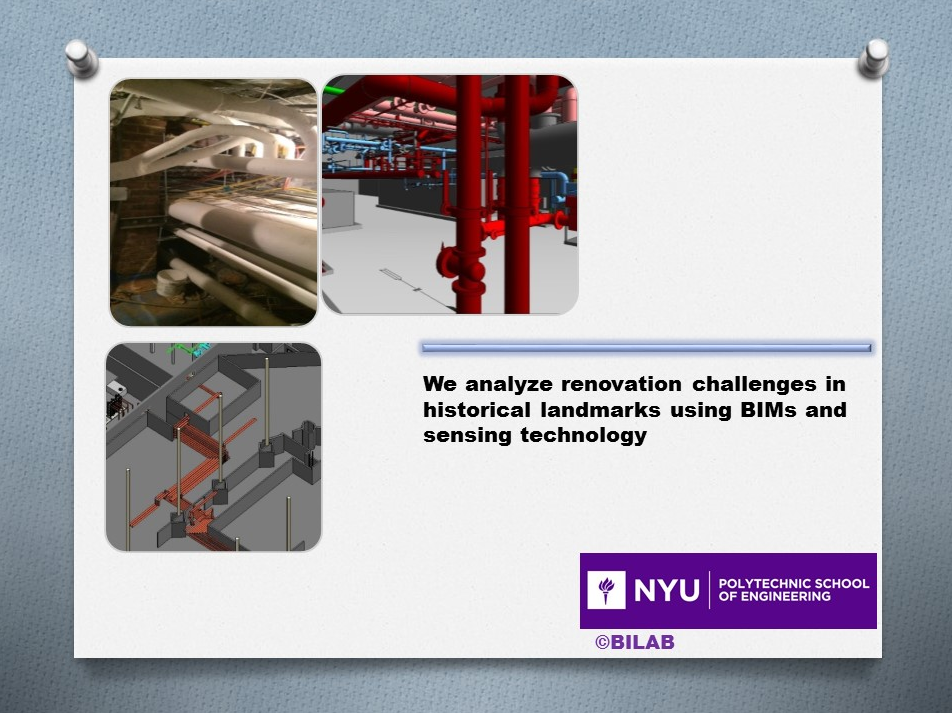 We analyze renovation challenges in
historical landmarks using BIMs and
sensing technology
NYU POLYTECHNIC SCHOOL
OF ENGINEERING
©BILAB